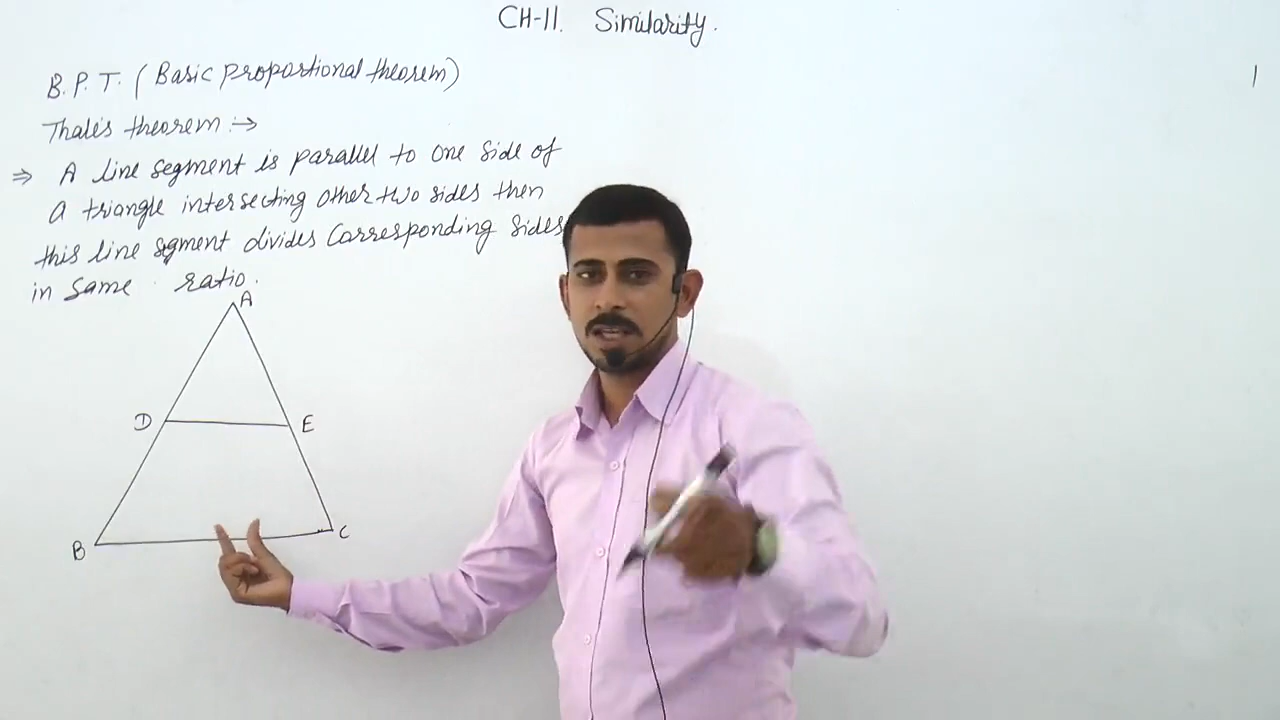 CH-11. Similarity.
B.P.T. (Basic proportional theorem)
Thale's theorem :→
⇒ A line segment is parallel to one side of
a triangle intersecting other two sides then
this line segment divides Carresponding sides
in same ratio.
A
D E
B C
1